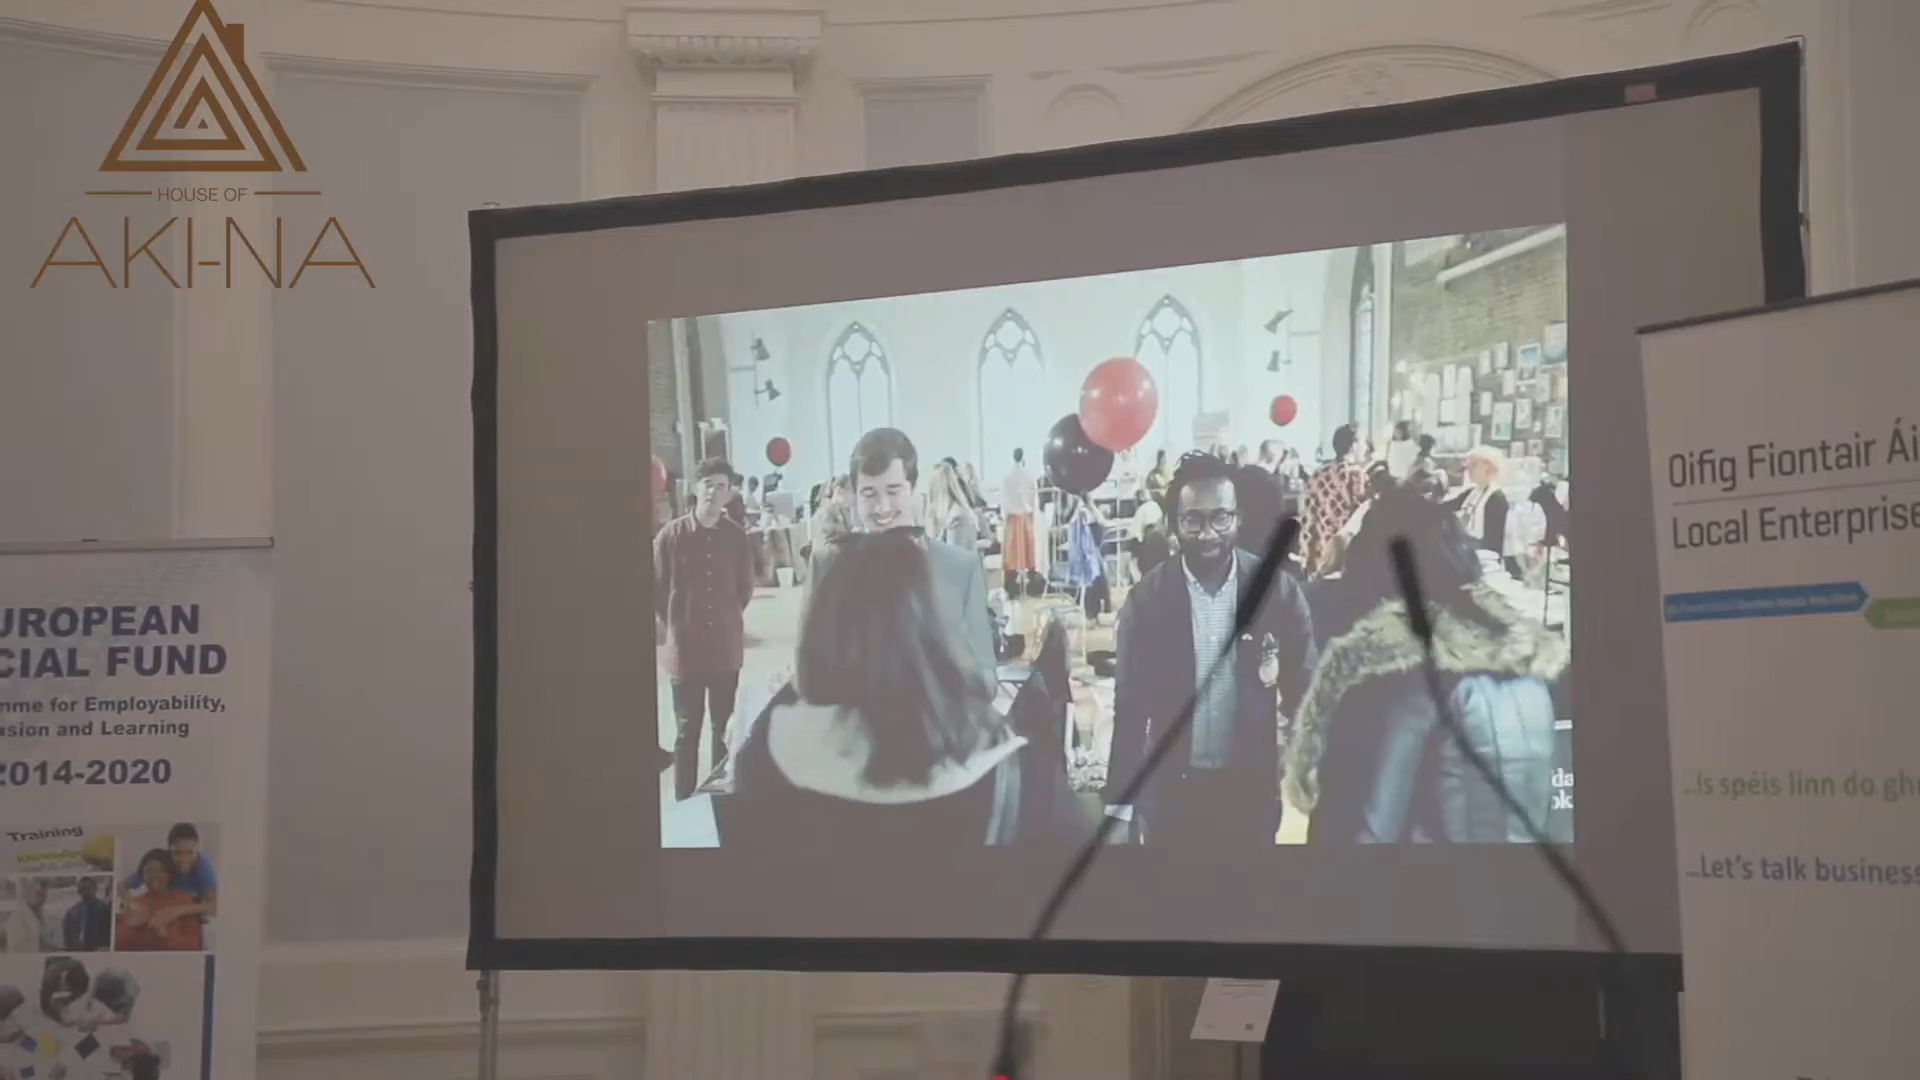 HOUSE OF
AKI-NA
UROPEAN
CIAL FUND
mme for Employability,
usion and Learning
2014-2020
Training
Oifig Fiontair Ái
Local Enterprise
...Is spéis linn do gh
...Let's talk business